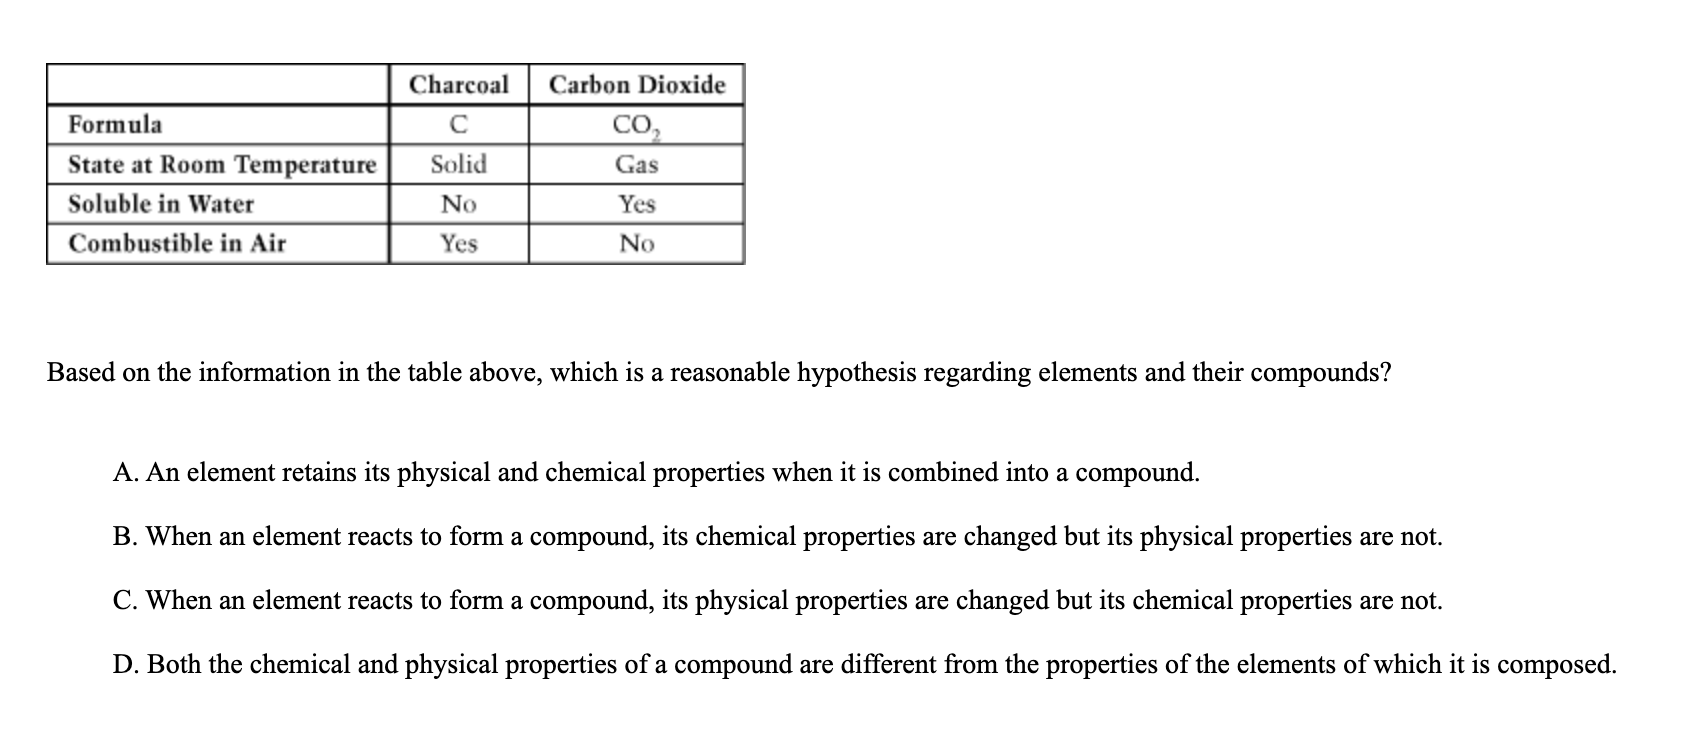 Charcoal Carbon Dioxide
Formula C CO₂
State at Room Temperature Solid Gas
Soluble in Water No Yes
Combustible in Air Yes No
Based on the information in the table above, which is a reasonable hypothesis regarding elements and their compounds?
A. An element retains its physical and chemical properties when it is combined into a compound.
B. When an element reacts to form a compound, its chemical properties are changed but its physical properties are not.
C. When an element reacts to form a compound, its physical properties are changed but its chemical properties are not.
D. Both the chemical and physical properties of a compound are different from the properties of the elements of which it is composed.